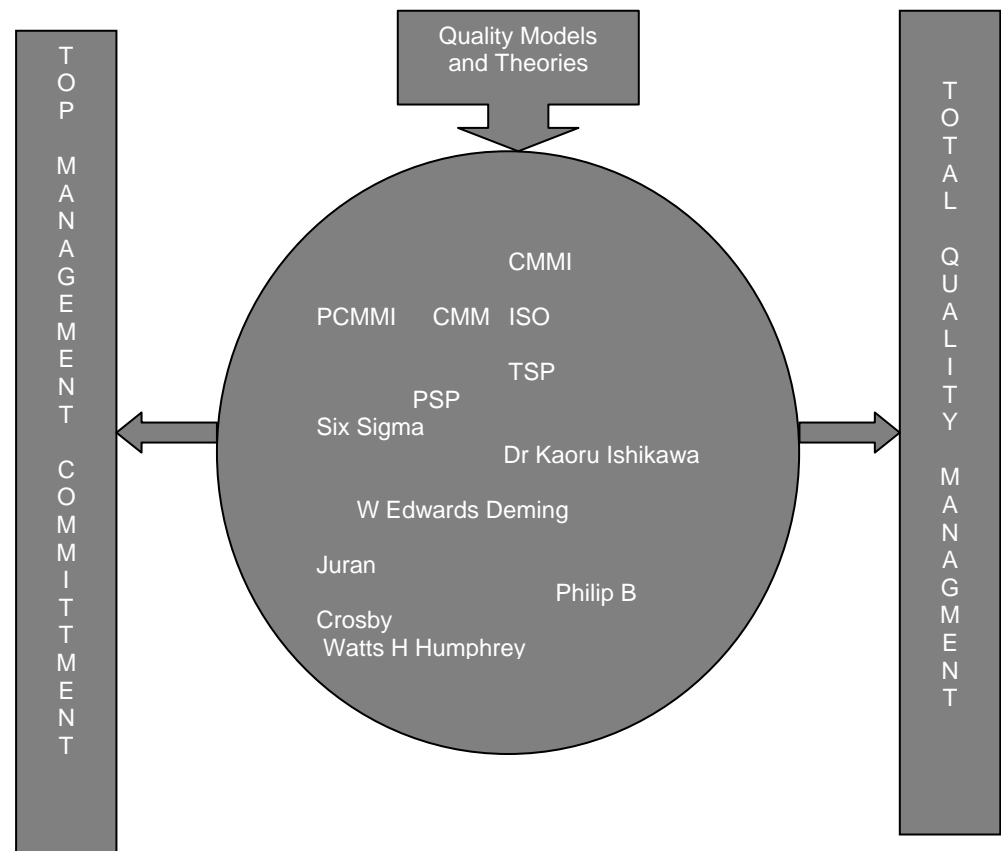 TOP MANAGEMENT COMMITTMENT
Quality Models
and Theories
CMMI
PCMMI CMM ISO
TSP
PSP
Six Sigma
Dr Kaoru Ishikawa
W Edwards Deming
Juran
Philip B
Crosby
Watts H Humphrey
TOTAL QUALITY MANAGMENT